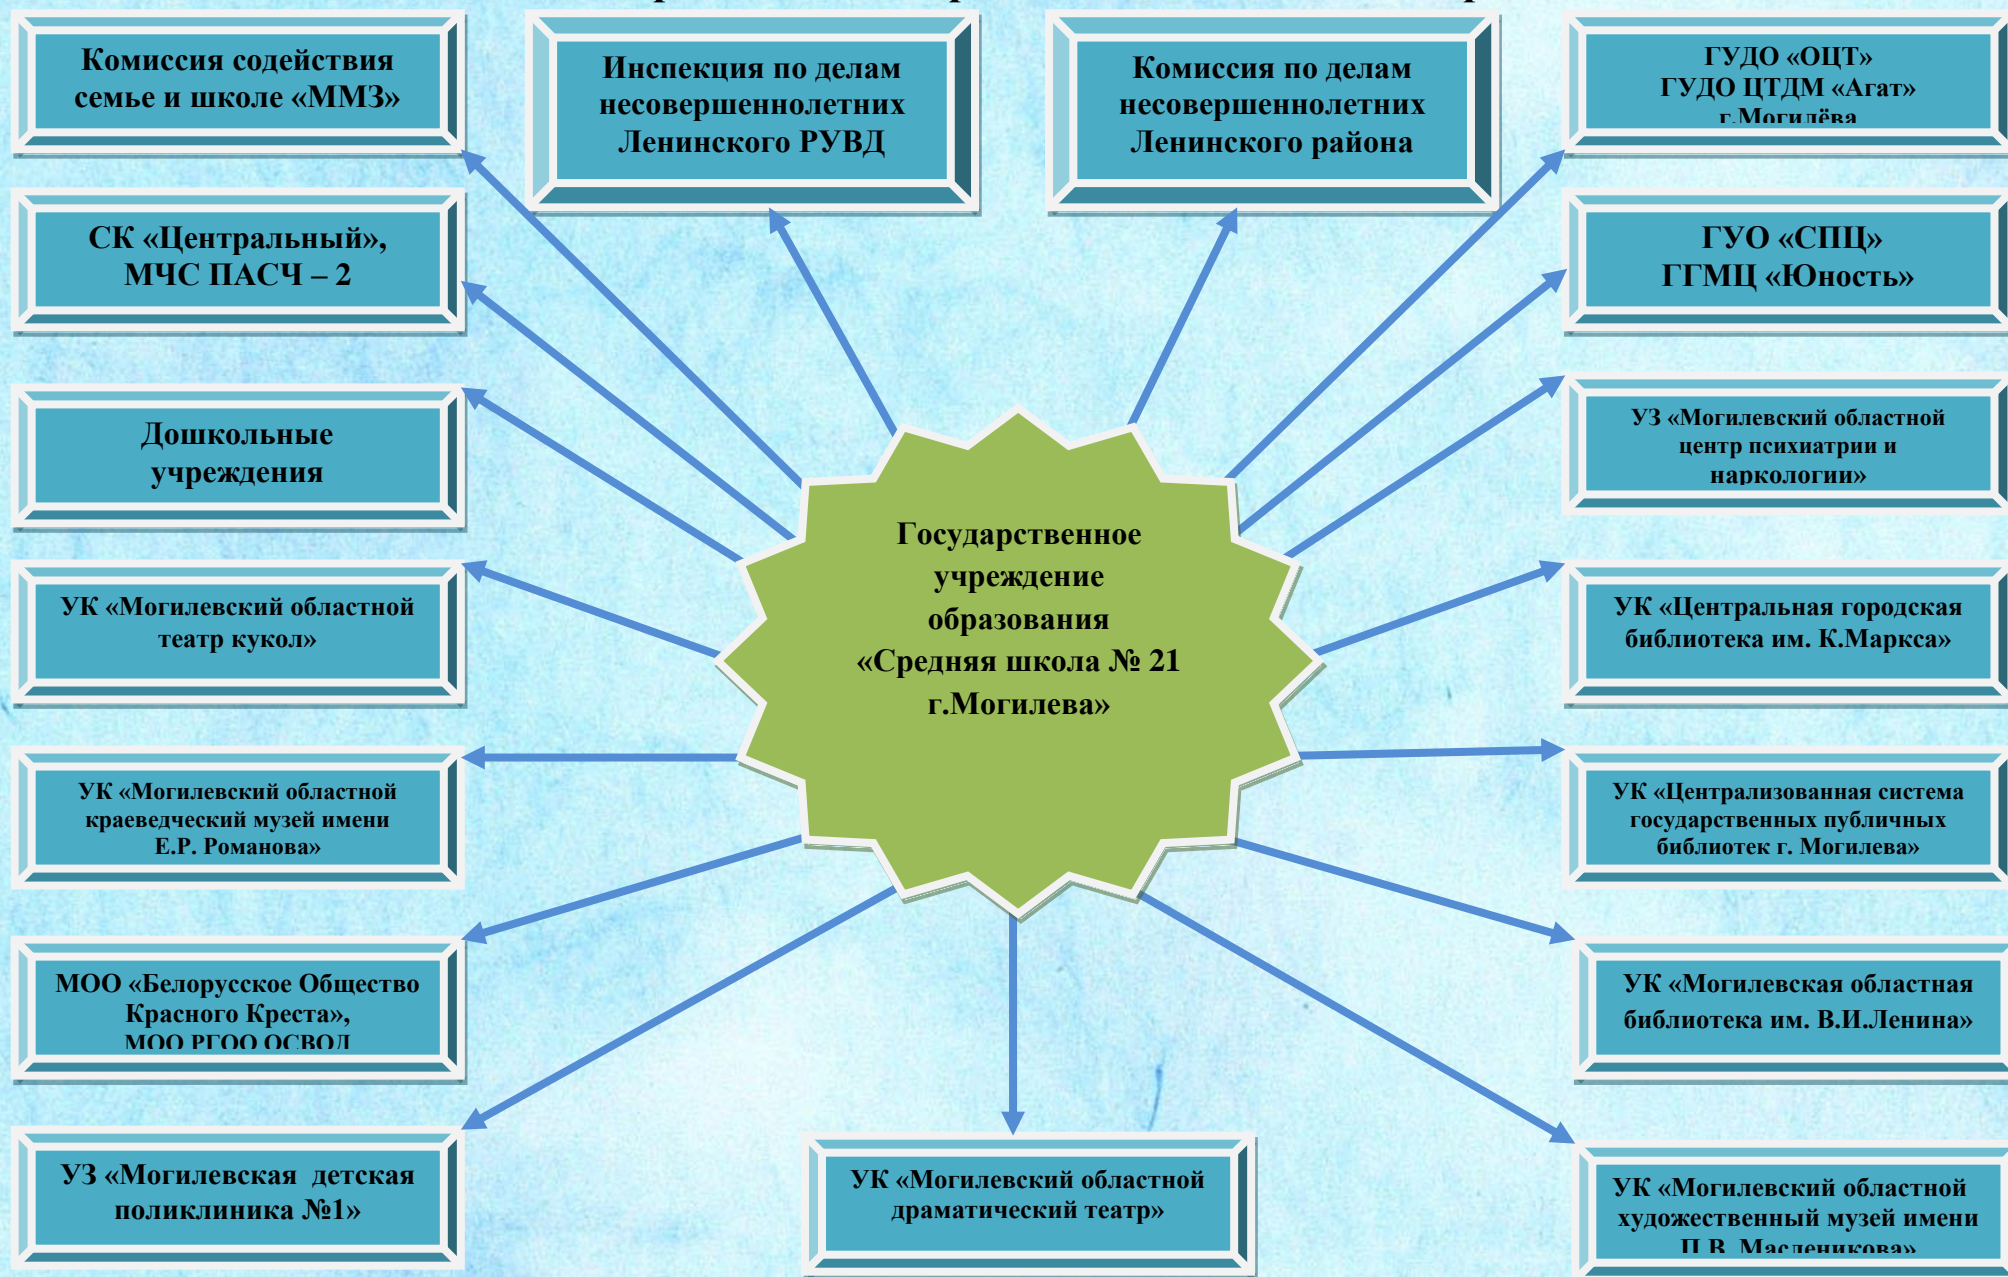 Комиссия содействия
семье и школе «ММЗ»
Инспекция по делам
несовершеннолетних
Ленинского РУВД
Комиссия по делам
несовершеннолетних
Ленинского района
ГУДО «ОЦТ»
ГУДО ЦТДМ «Агат»
г.Могилёва
СК «Центральный»,
МЧС ПАСЧ – 2
ГУО «СПЦ»
ГГМЦ «Юность»
Дошкольные
учреждения
УЗ «Могилевский областной
центр психиатрии и
наркологии»
Государственное
учреждение
образования
«Средняя школа № 21
г.Могилева»
УК «Могилевский областной
театр кукол»
УК «Центральная городская
библиотека им. К.Маркса»
УК «Могилевский областной
краеведческий музей имени
Е.Р. Романова»
УК «Централизованная система
государственных публичных
библиотек г. Могилева»
МОО «Белорусское Общество
Красного Креста»,
МОО РГОО ОСВОД
УК «Могилевская областная
библиотека им. В.И.Ленина»
УЗ «Могилевская детская
поликлиника №1»
УК «Могилевский областной
драматический театр»
УК «Могилевский областной
художественный музей имени
П.В. Масленикова»